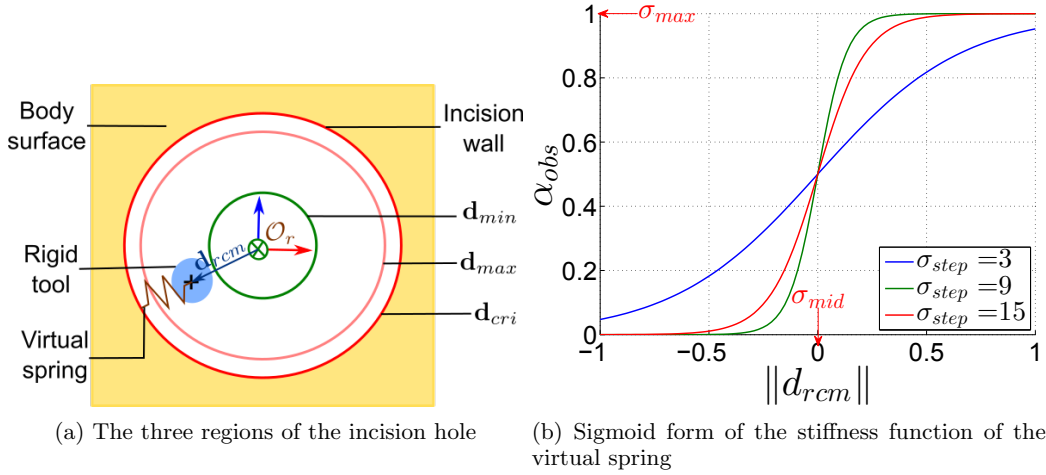 Body
surface
Incision
wall
d_min
O_r
d_rcm
Rigid
tool
d_max
d_cri
Virtual
spring
(a) The three regions of the incision hole
σ_max
1
0.8
0.6
0.4
0.2
0
α_obs
σ_mid
σ_step =3
σ_step =9
σ_step =15
−1
−0.5
0
0.5
1
‖d_rcm‖
(b) Sigmoid form of the stiffness function of the
virtual spring